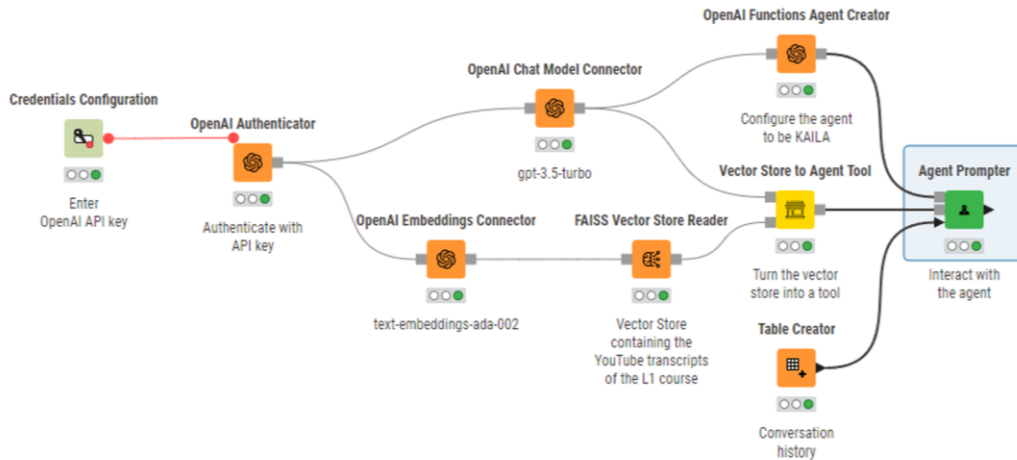 OpenAI Functions Agent Creator
Configure the agent
to be KAILA
OpenAI Chat Model Connector
gpt-3.5-turbo
Credentials Configuration
Enter
OpenAI API key
OpenAI Authenticator
Authenticate with
API key
Vector Store to Agent Tool
Turn the vector
store into a tool
Agent Prompter
Interact with
the agent
OpenAI Embeddings Connector
text-embeddings-ada-002
FAISS Vector Store Reader
Vector Store
containing the
YouTube transcripts
of the L1 course
Table Creator
Conversation
history